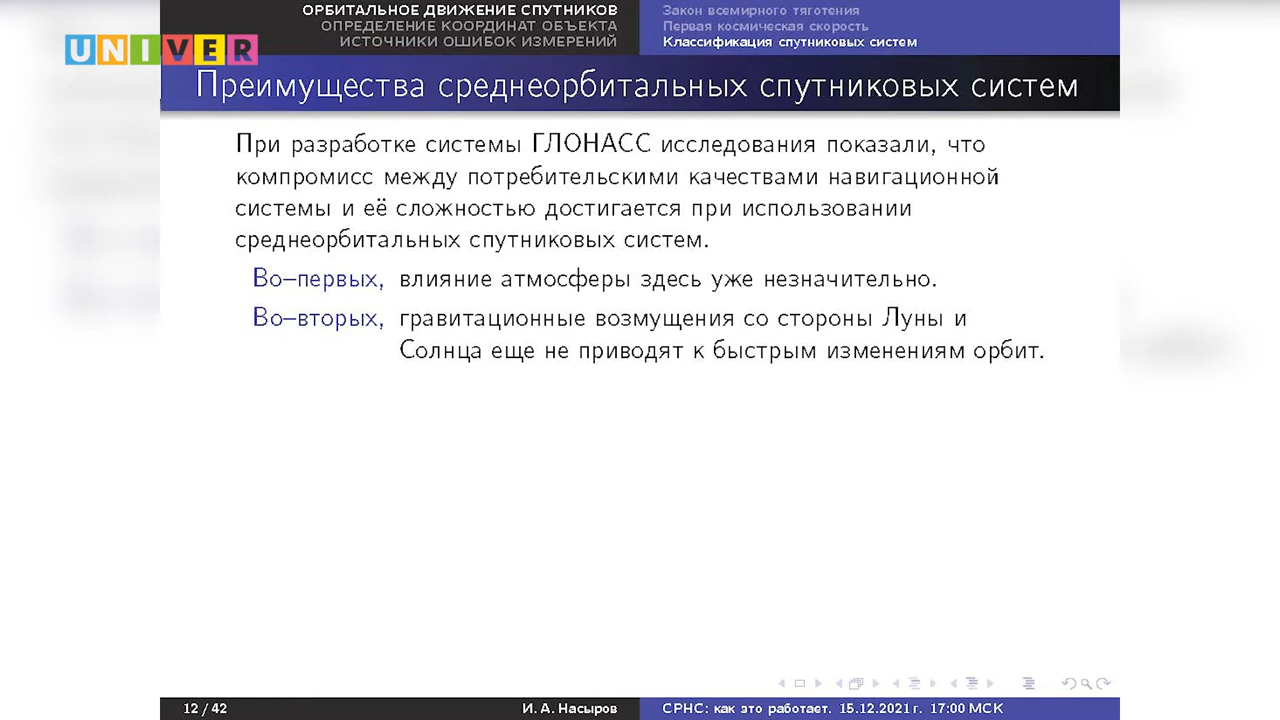 ОРБИТАЛЬНОЕ ДВИЖЕНИЕ СПУТНИКОВ
ОПРЕДЕЛЕНИЕ КООРДИНАТ ОБЪЕКТА
ИСТОЧНИКИ ОШИБОК ИЗМЕРЕНИЙ
Закон всемирного тяготения
Первая космическая скорость
Классификация спутниковых систем
UNIVER
Преимущества среднеорбитальных спутниковых систем
При разработке системы ГЛОНАСС исследования показали, что
компромисс между потребительскими качествами навигационной
системы и её сложностью достигается при использовании
среднеорбитальных спутниковых систем.
Во–первых, влияние атмосферы здесь уже незначительно.
Во–вторых, гравитационные возмущения со стороны Луны и
Солнца еще не приводят к быстрым изменениям орбит.
12 / 42
И. А. Насыров
СРНС: как это работает. 15.12.2021 г. 17:00 МСК